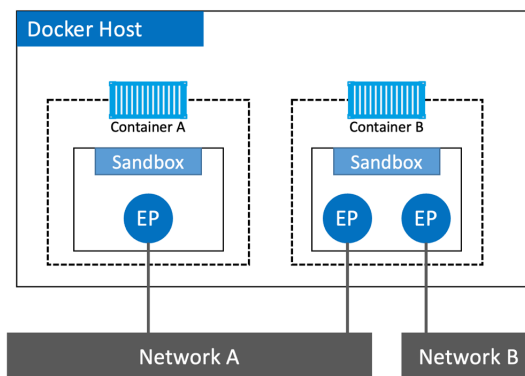 Docker Host
Container A
Container B
Sandbox
Sandbox
EP
EP
EP
Network A
Network B